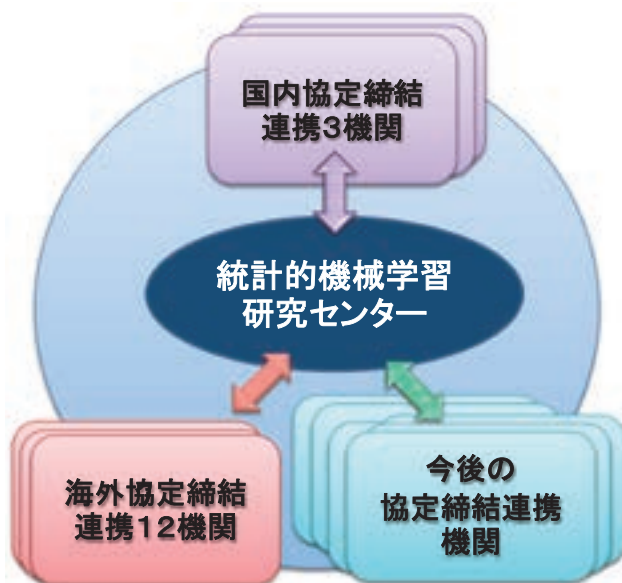 国内協定締結
連携3機関
統計的機械学習
研究センター
海外協定締結
連携12機関
今後の
協定締結連携
機関